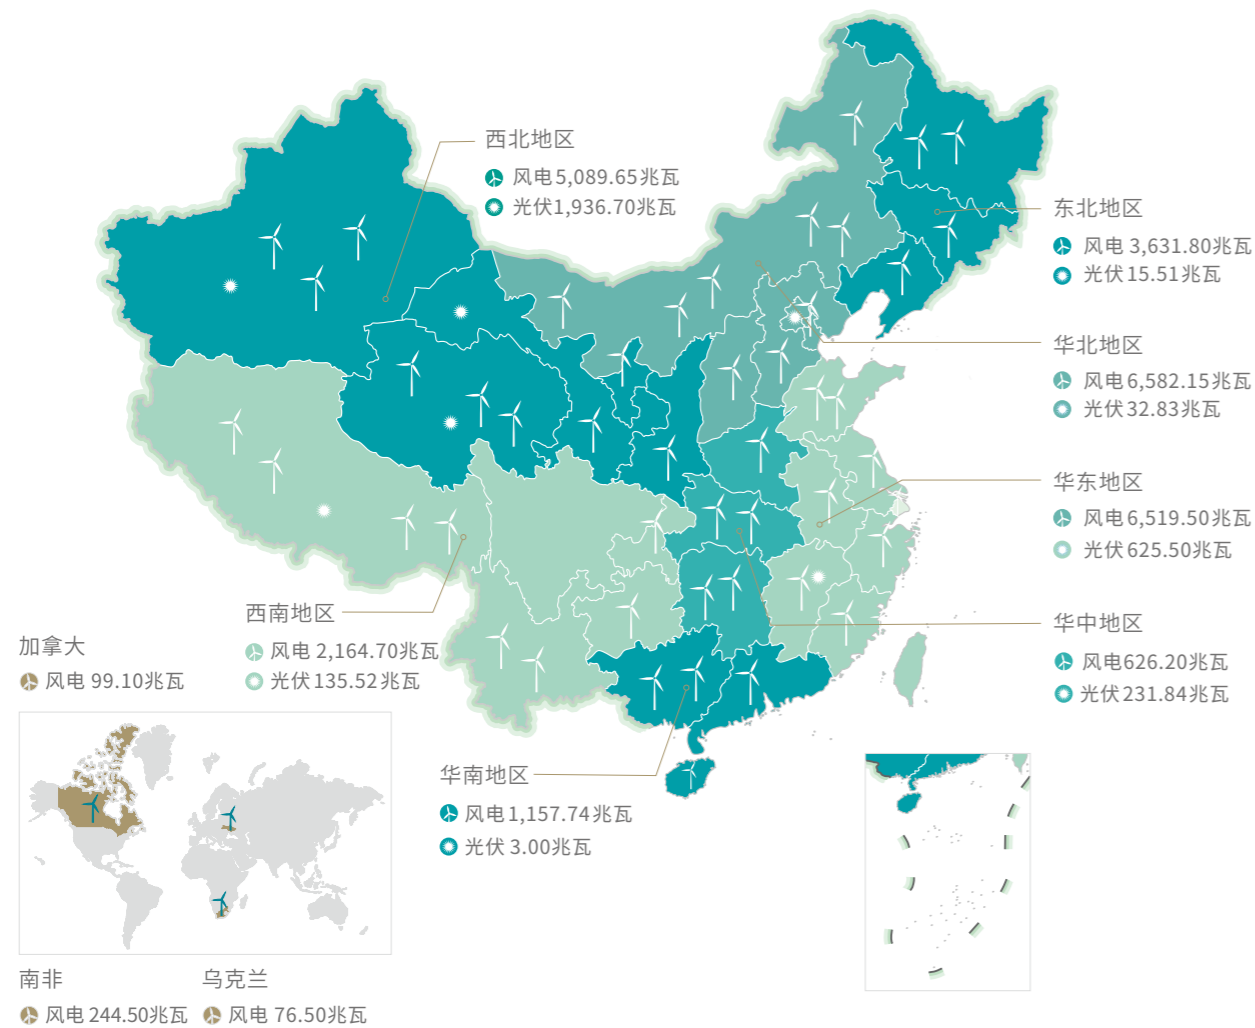 西北地区
风电5,089.65兆瓦
光伏1,936.70兆瓦
东北地区
风电 3,631.80兆瓦
光伏15.51兆瓦
华北地区
风电6,582.15兆瓦
光伏32.83兆瓦
华东地区
风电6,519.50兆瓦
光伏625.50兆瓦
华中地区
风电626.20兆瓦
光伏231.84兆瓦
西南地区
风电 2,164.70兆瓦
光伏135.52兆瓦
加拿大
风电 99.10兆瓦
华南地区
风电1,157.74兆瓦
光伏 3.00兆瓦
南非
风电244.50兆瓦
乌克兰
风电 76.50兆瓦